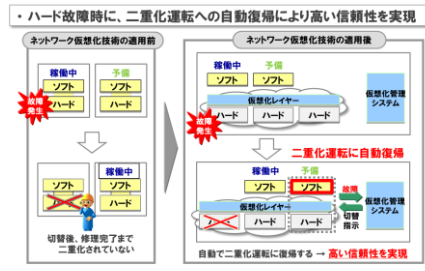 ・ハード故障時に、二重化運転への自動復帰により高い信頼性を実現
ネットワーク仮想化技術の適用前
稼働中
予備
ソフト
ソフト
ハード
ハード
故障
発生
稼働中
ソフト
ソフト
ハード
ハード
切替後、修理完了まで
二重化されていない
ネットワーク仮想化技術の適用後
稼働中
予備
ソフト
ソフト
仮想化レイヤー
ハード
ハード
ハード
故障
発生
仮想化管理
システム
二重化運転に自動復帰
稼働中
予備
ソフト
ソフト
仮想化レイヤー
ハード
ハード
ハード
故障
切替
指示
仮想化管理
システム
自動で二重化運転に復帰する → 高い信頼性を実現